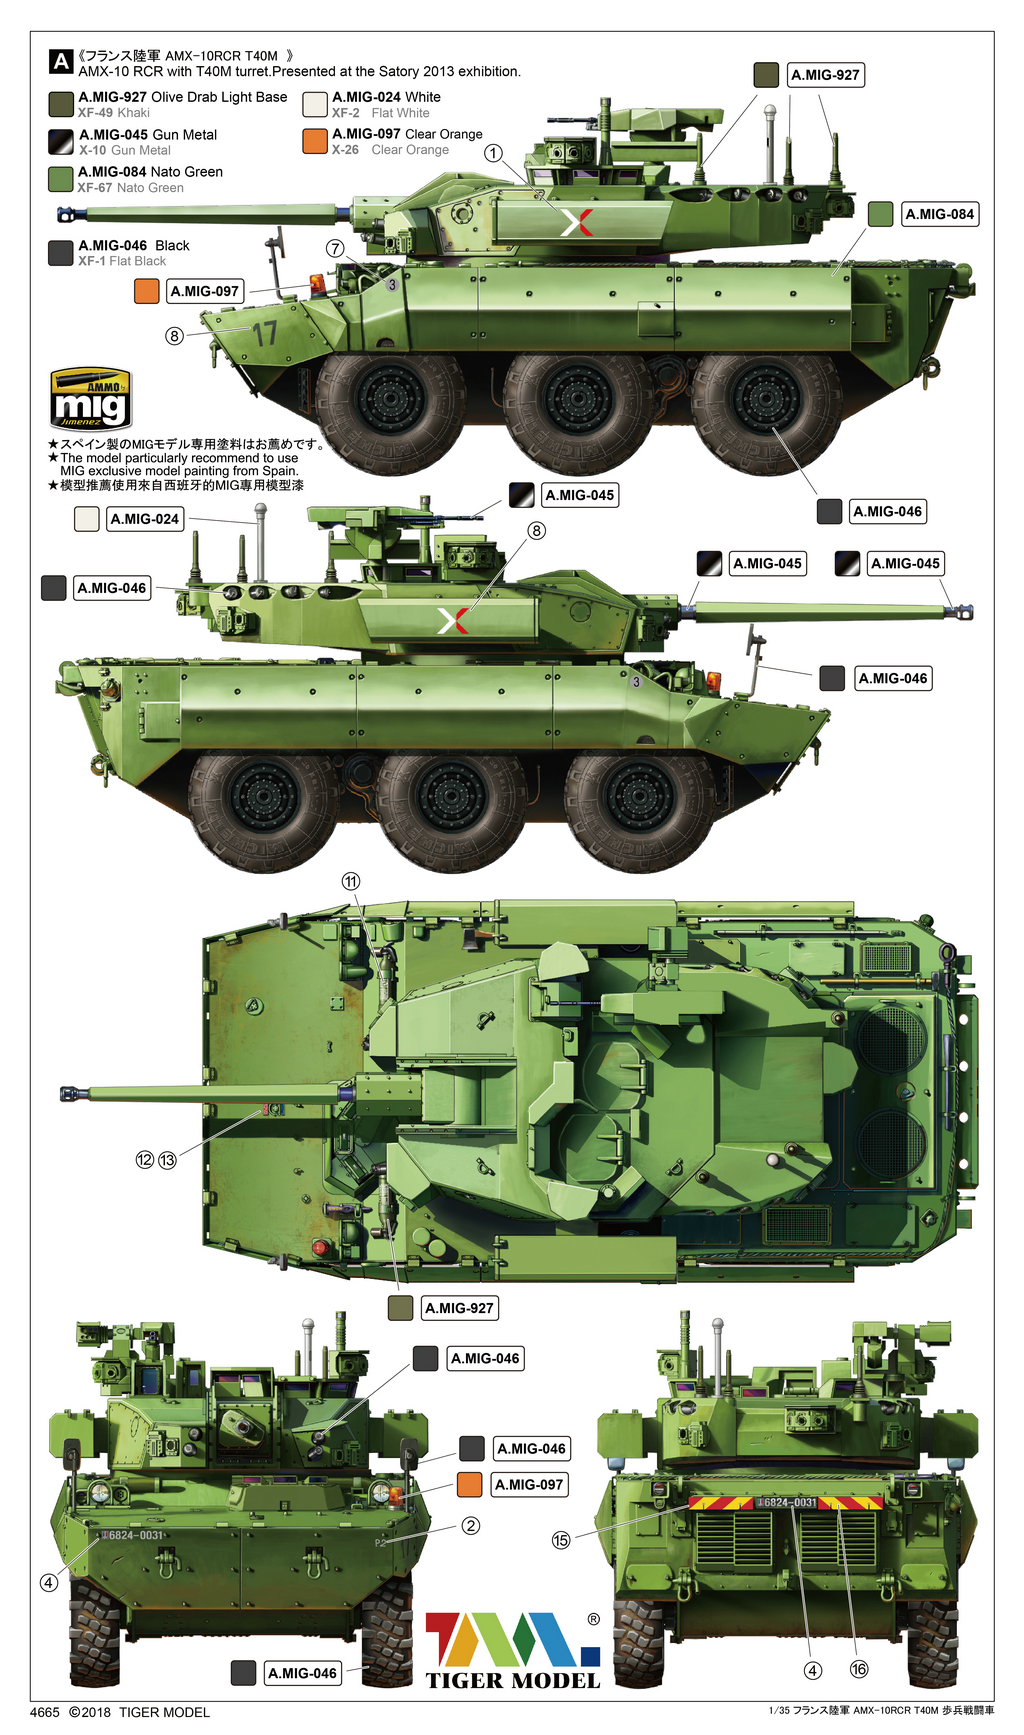 A 《フランス陸軍 AMX-10RCR T40M 》
AMX-10 RCR with T40M turret.Presented at the Satory 2013 exhibition.
A.MIG-927 Olive Drab Light Base
XF-49 Khaki
A.MIG-024 White
XF-2 Flat White
A.MIG-045 Gun Metal
X-10 Gun Metal
A.MIG-097 Clear Orange
X-26 Clear Orange
A.MIG-084 Nato Green
XF-67 Nato Green
A.MIG-046 Black
XF-1 Flat Black
A.MIG-927
1
A.MIG-084
7
3
A.MIG-097
8
17
A.MIG-046
AMMO
by
mig
Jimenez
★スペイン製のMIGモデル専用塗料はお薦めです。
★The model particularly recommend to use
MIG exclusive model painting from Spain.
★模型推薦使用來自西班牙的MIG專用模型漆
A.MIG-024
A.MIG-045
8
A.MIG-045
A.MIG-045
A.MIG-046
3
A.MIG-046
11
12 13
A.MIG-927
A.MIG-046
A.MIG-046
A.MIG-097
2
6824-0031
P.2
4
A.MIG-046
15
6824-0031
4
16
®
TIGER MODEL
4665 ©2018 TIGER MODEL
1/35 フランス陸軍 AMX-10RCR T40M 歩兵戦闘車